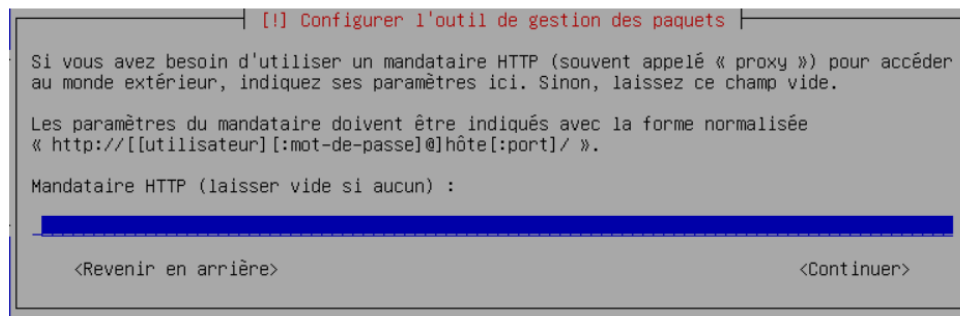 [!] Configurer l'outil de gestion des paquets
Si vous avez besoin d'utiliser un mandataire HTTP (souvent appelé « proxy ») pour accéder
au monde extérieur, indiquez ses paramètres ici. Sinon, laissez ce champ vide.
Les paramètres du mandataire doivent être indiqués avec la forme normalisée
« http://[[utilisateur][:mot-de-passe]@]hôte[:port]/ ».
Mandataire HTTP (laisser vide si aucun) :
<Revenir en arrière> <Continuer>